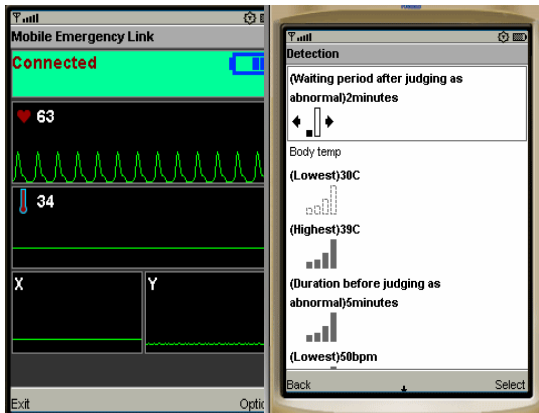 Mobile Emergency Link
Connected
63
34
X
Y
Exit
Detection
(Waiting period after judging as
abnormal)2minutes
Body temp
(Lowest)30C
(Highest)39C
(Duration before judging as
abnormal)5minutes
(Lowest)50bpm
Back
Select